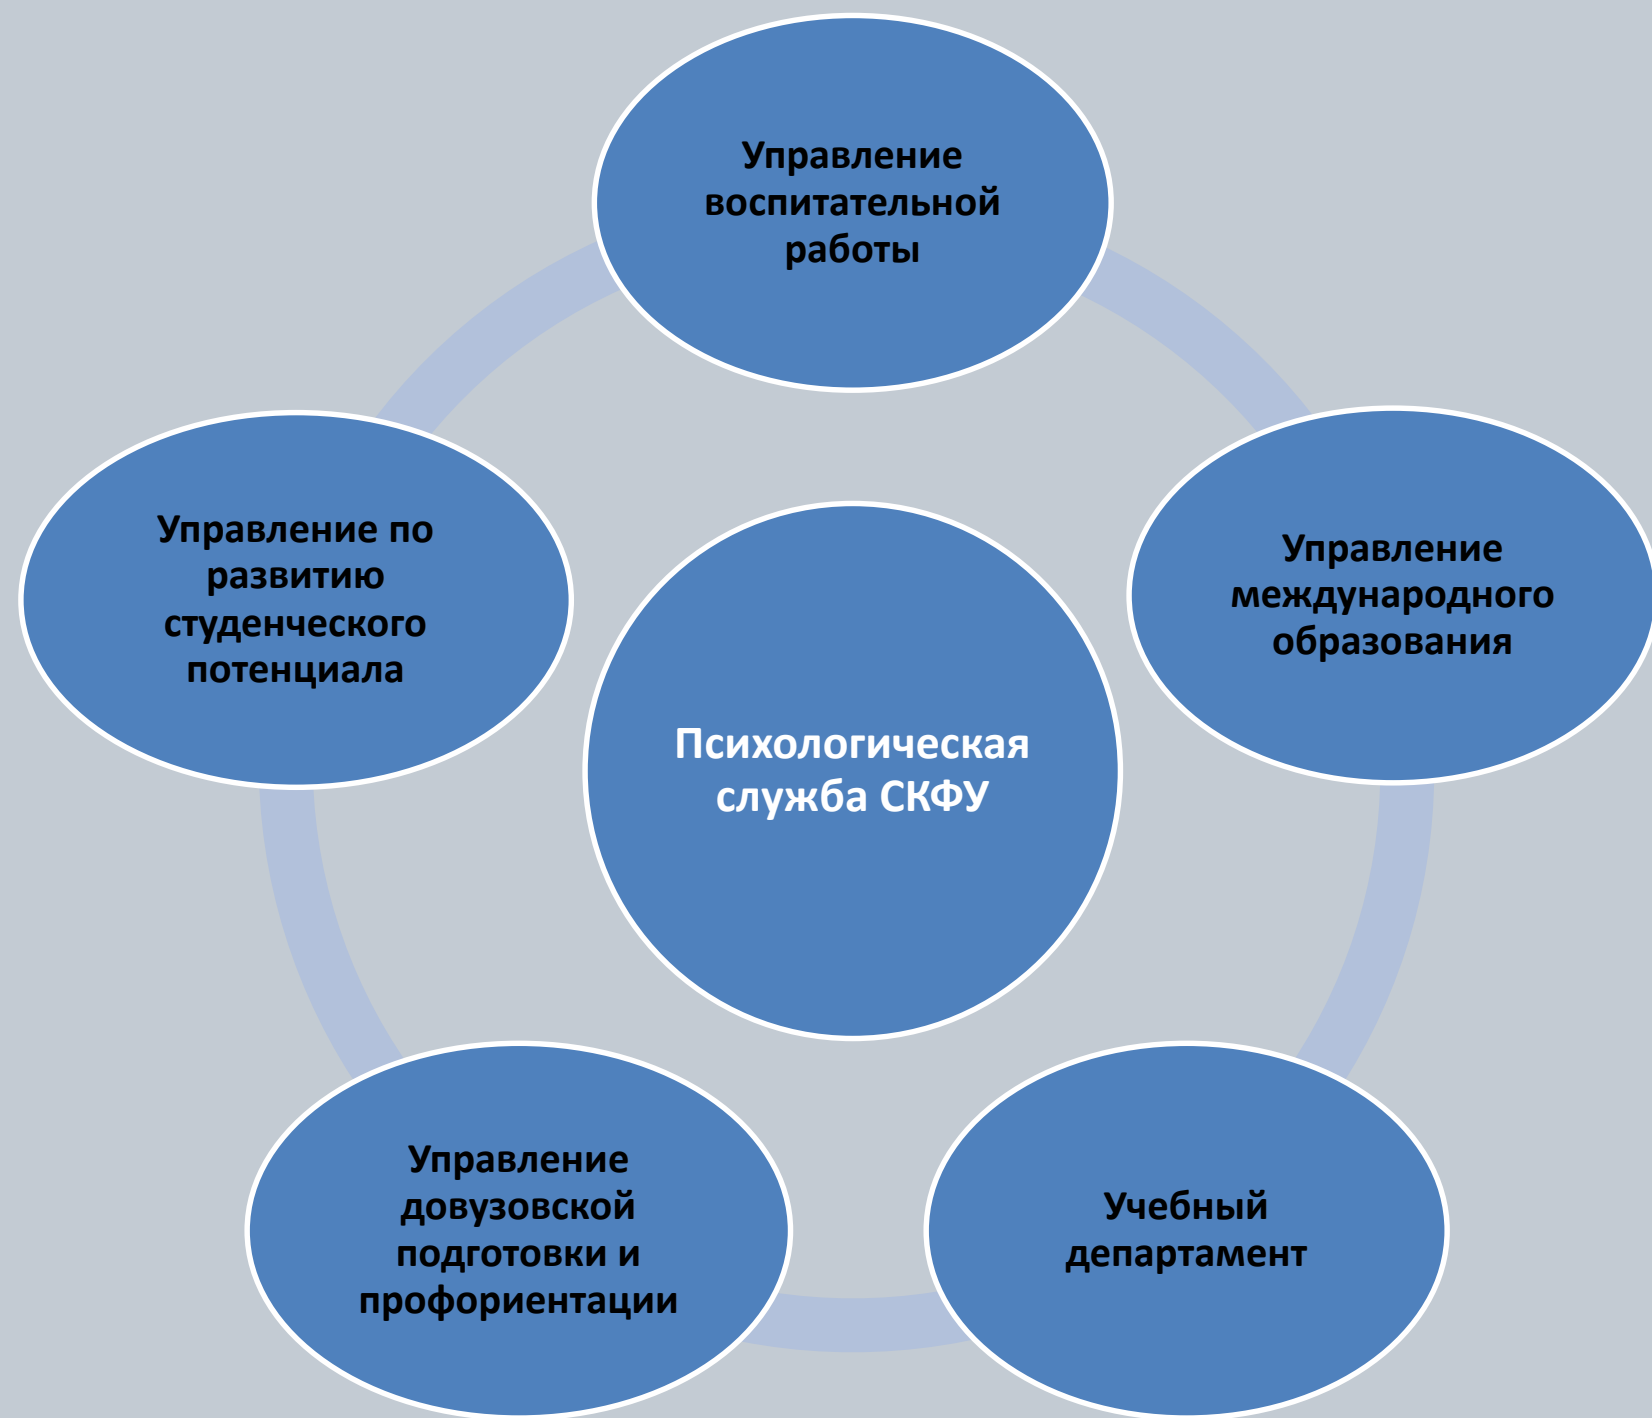 Управление
воспитательной
работы
Управление по
развитию
студенческого
потенциала
Управление
международного
образования
Психологическая
служба СКФУ
Управление
довузовской
подготовки и
профориентации
Учебный
департамент